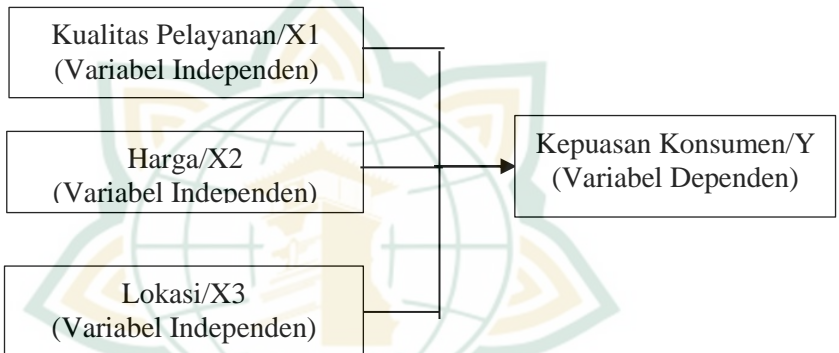 Kualitas Pelayanan/X1
(Variabel Independen)
Harga/X2
(Variabel Independen)
Lokasi/X3
(Variabel Independen)
Kepuasan Konsumen/Y
(Variabel Dependen)